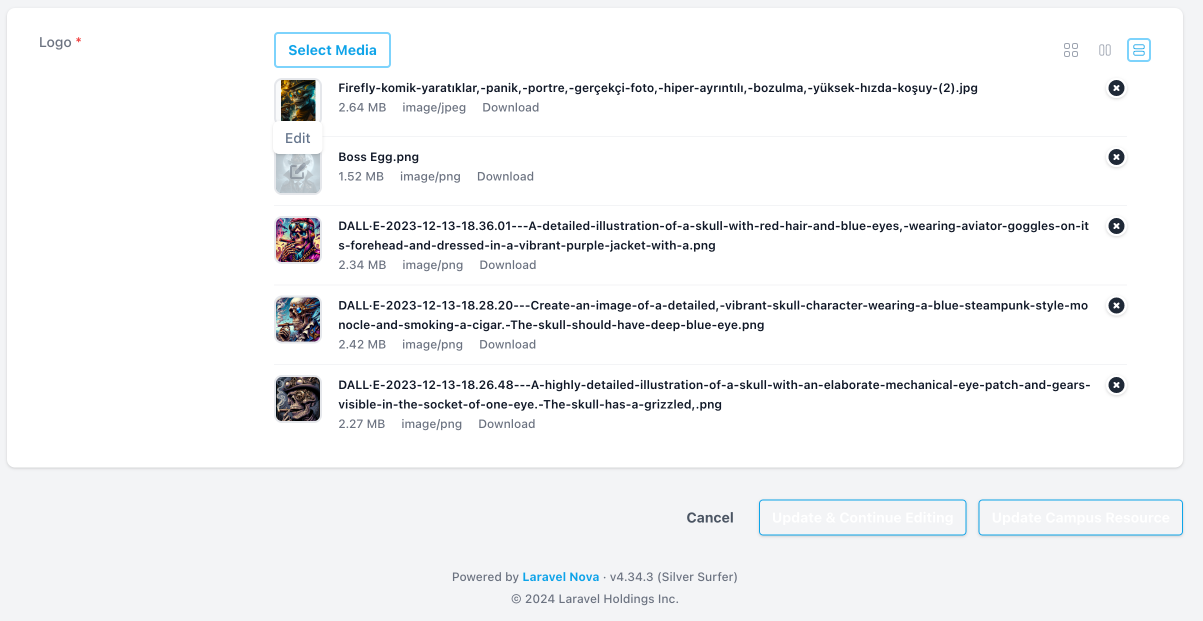 Logo *
Select Media
Firefly-komik-yaratıklar,-panik,-portre,-gerçekçi-foto,-hiper-ayrıntılı,-bozulma,-yüksek-hızda-koşuy-(2).jpg
2.64 MB image/jpeg Download
Edit
Boss Egg.png
1.52 MB image/png Download
DALL·E-2023-12-13-18.36.01---A-detailed-illustration-of-a-skull-with-red-hair-and-blue-eyes,-wearing-aviator-goggles-on-it
s-forehead-and-dressed-in-a-vibrant-purple-jacket-with-a.png
2.34 MB image/png Download
DALL·E-2023-12-13-18.28.20---Create-an-image-of-a-detailed,-vibrant-skull-character-wearing-a-blue-steampunk-style-mo
nocle-and-smoking-a-cigar.-The-skull-should-have-deep-blue-eye.png
2.42 MB image/png Download
DALL·E-2023-12-13-18.26.48---A-highly-detailed-illustration-of-a-skull-with-an-elaborate-mechanical-eye-patch-and-gears-
visible-in-the-socket-of-one-eye.-The-skull-has-a-grizzled,.png
2.27 MB image/png Download
Cancel Update & Continue Editing Update Campus Resource
Powered by Laravel Nova · v4.34.3 (Silver Surfer)
© 2024 Laravel Holdings Inc.